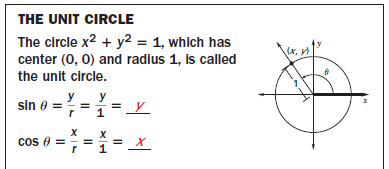 THE UNIT CIRCLE
The circle x² + y² = 1, which has
center (0, 0) and radius 1, is called
the unit circle.
sin θ = y/r = y/1 = y
cos θ = x/r = x/1 = x
(x, y)
y
θ
1
x